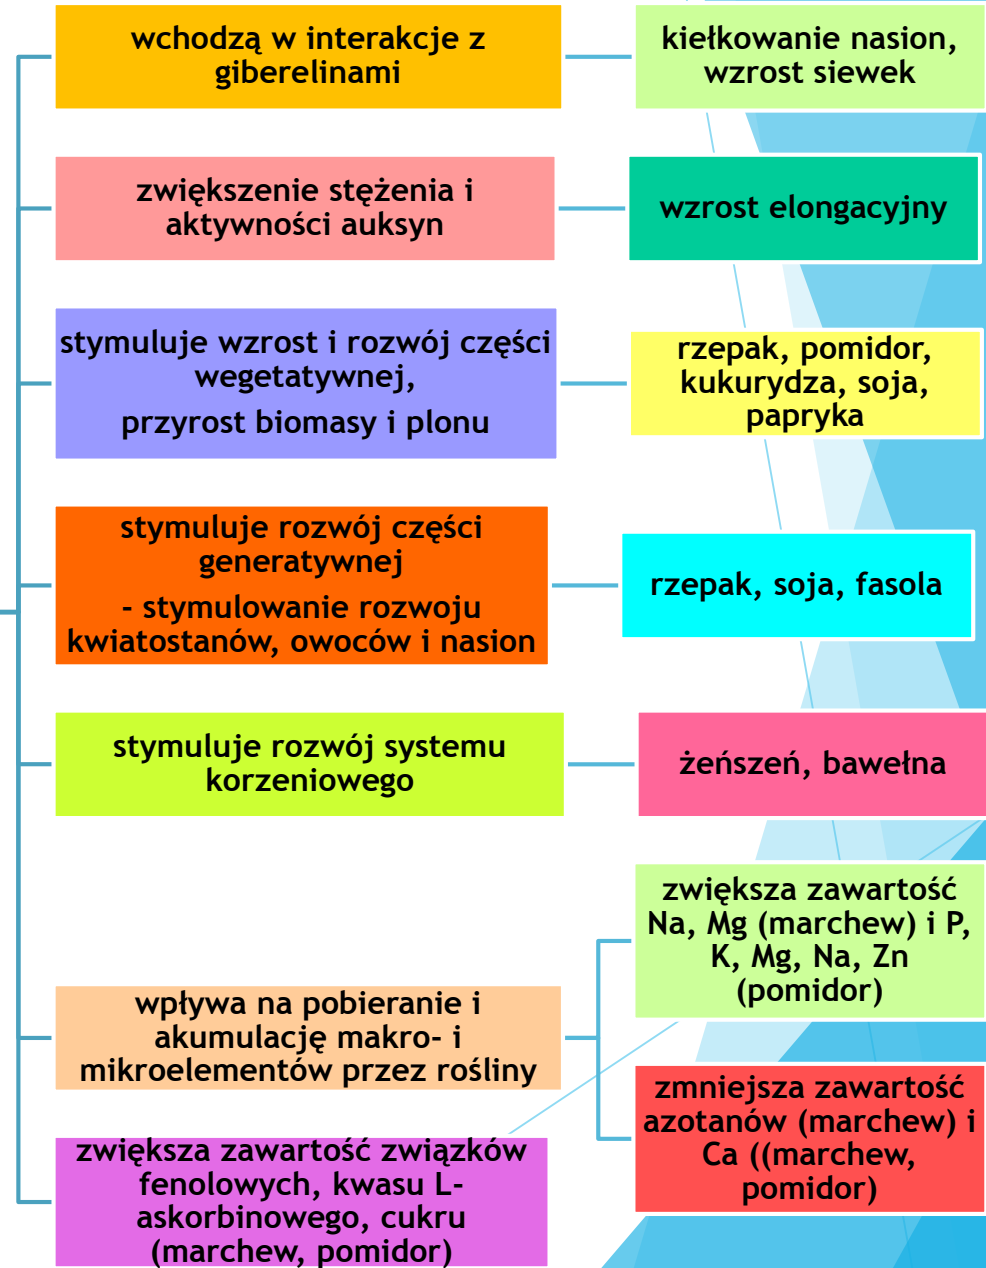 wchodzą w interakcje z
giberelinami
kiełkowanie nasion,
wzrost siewek
zwiększenie stężenia i
aktywności auksyn
wzrost elongacyjny
stymuluje wzrost i rozwój części
wegetatywnej,
przyrost biomasy i plonu
rzepak, pomidor,
kukurydza, soja,
papryka
stymuluje rozwój części
generatywnej
- stymulowanie rozwoju
kwiatostanów, owoców i nasion
rzepak, soja, fasola
stymuluje rozwój systemu
korzeniowego
żeńszeń, bawełna
wpływa na pobieranie i
akumulację makro- i
mikroelementów przez rośliny
zwiększa zawartość
Na, Mg (marchew) i P,
K, Mg, Na, Zn
(pomidor)
zmniejsza zawartość
azotanów (marchew) i
Ca ((marchew,
pomidor)
zwiększa zawartość związków
fenolowych, kwasu L-
askorbinowego, cukru
(marchew, pomidor)